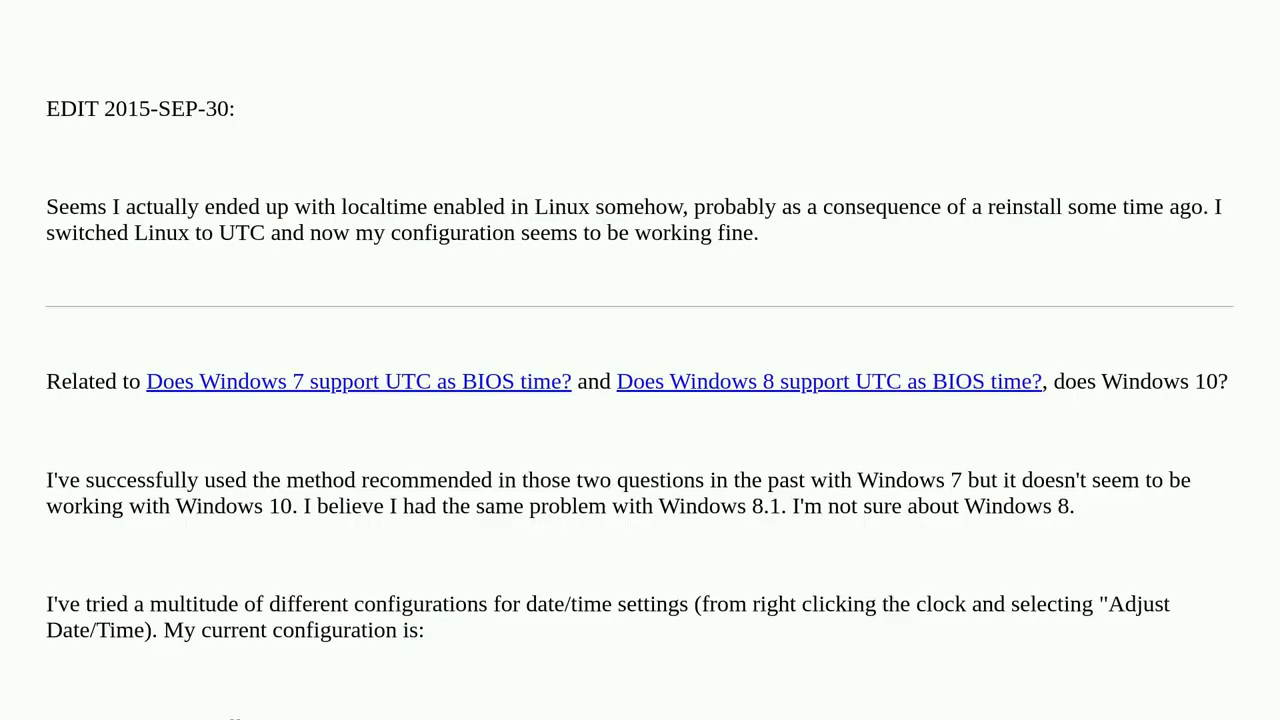 EDIT 2015-SEP-30:
Seems I actually ended up with localtime enabled in Linux somehow, probably as a consequence of a reinstall some time ago. I
switched Linux to UTC and now my configuration seems to be working fine.
Related to Does Windows 7 support UTC as BIOS time? and Does Windows 8 support UTC as BIOS time?, does Windows 10?
I've successfully used the method recommended in those two questions in the past with Windows 7 but it doesn't seem to be
working with Windows 10. I believe I had the same problem with Windows 8.1. I'm not sure about Windows 8.
I've tried a multitude of different configurations for date/time settings (from right clicking the clock and selecting "Adjust
Date/Time). My current configuration is: